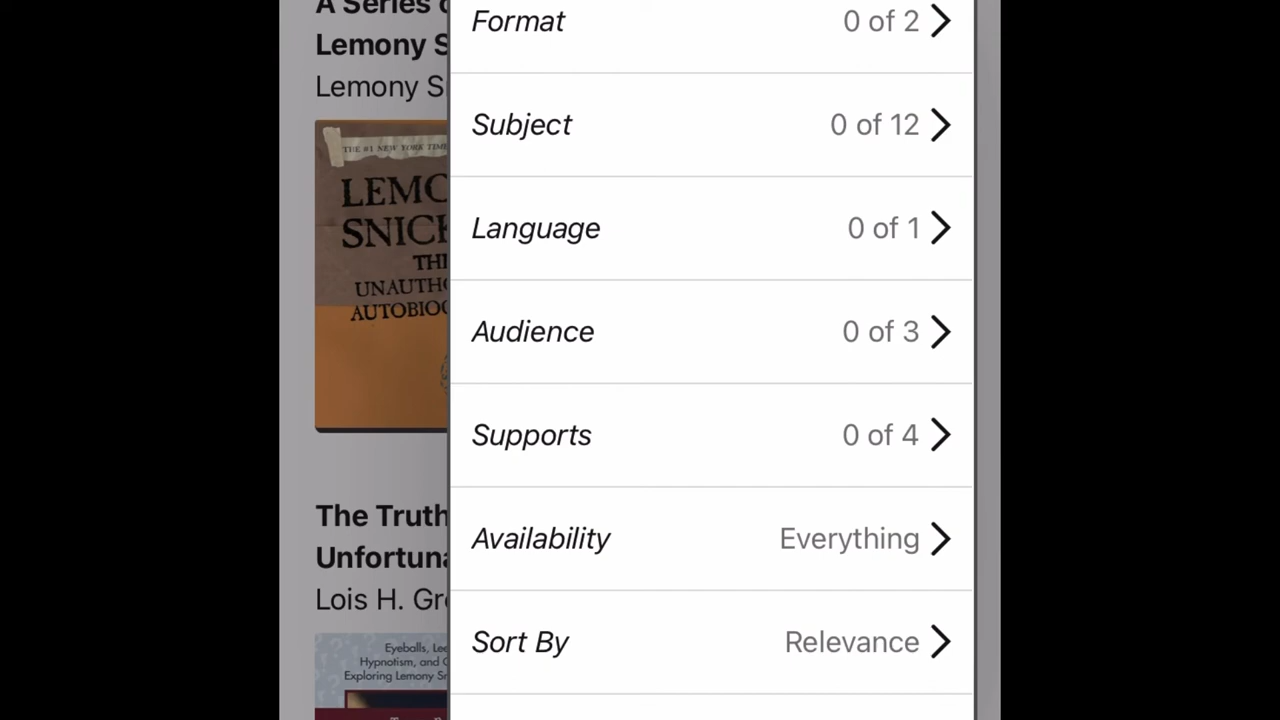 A Series
Lemony S
Lemony S
THE #1 NEW YORK TIME
LEMO
SNICK
THE
UNAUTHO
AUTOBIOG
The Truth
Unfortuna
Lois H. Gr
Eyeballs, Lee
Hypnotism, and
Exploring Lemony Sn
Format 0 of 2
Subject 0 of 12
Language 0 of 1
Audience 0 of 3
Supports 0 of 4
Availability Everything
Sort By Relevance